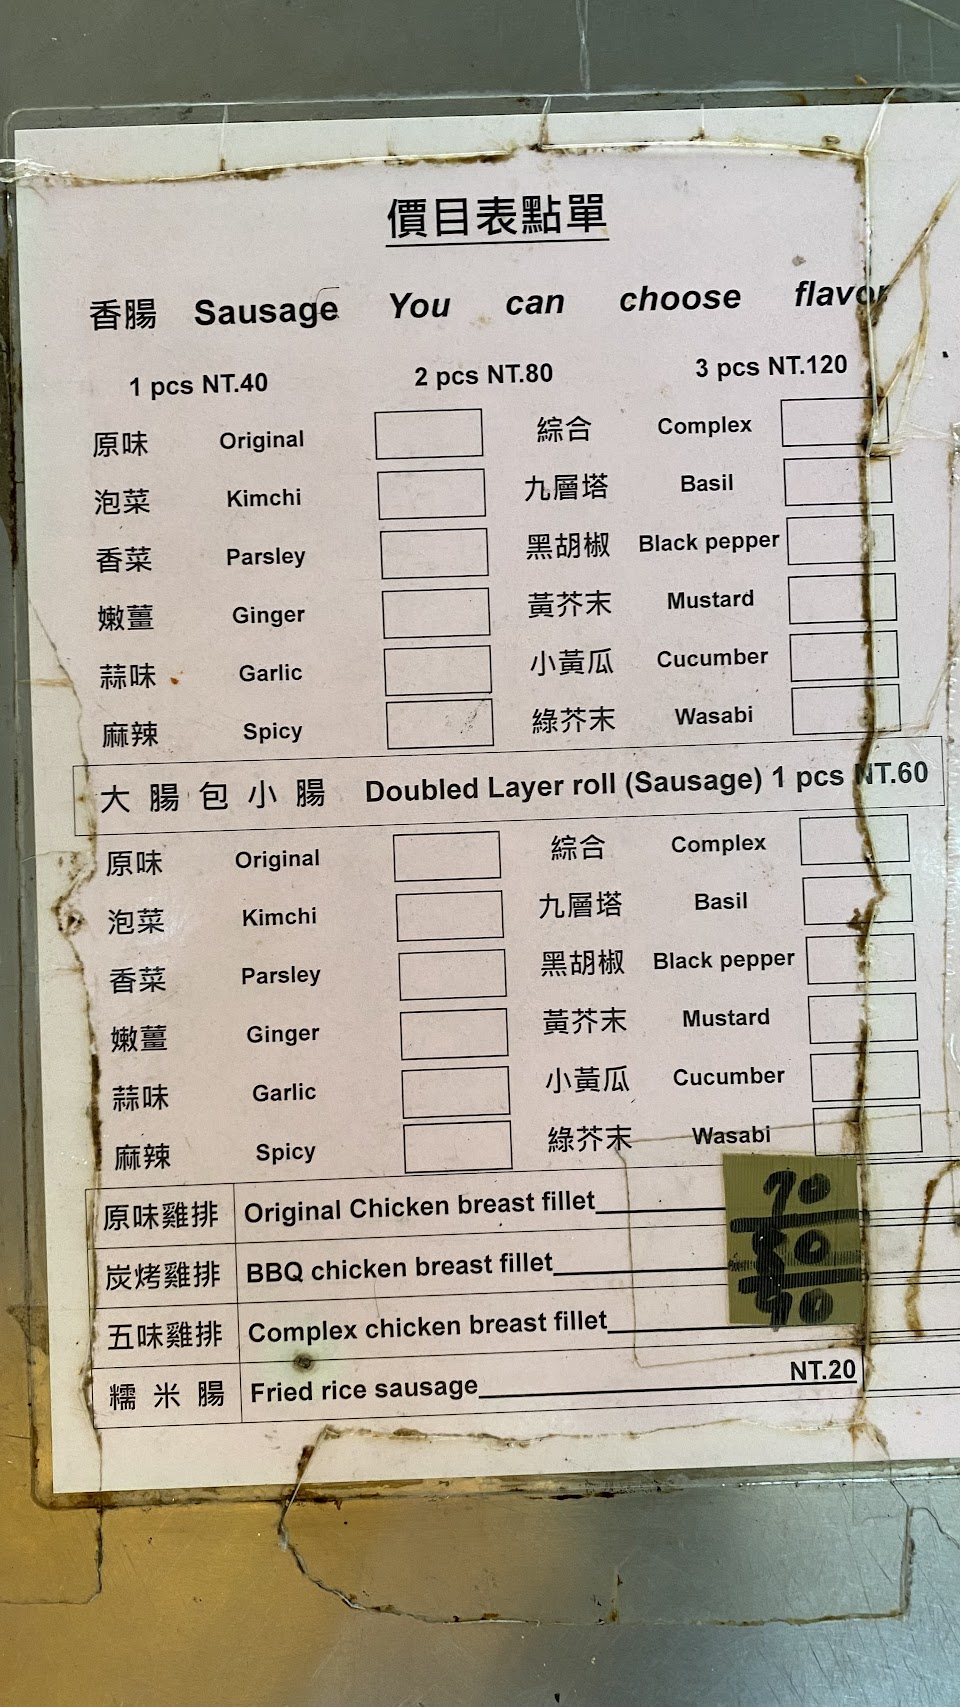 價目表點單
香腸 Sausage You can choose flavor
1 pcs NT.40 2 pcs NT.80 3 pcs NT.120
原味 Original 綜合 Complex
泡菜 Kimchi 九層塔 Basil
香菜 Parsley 黑胡椒 Black pepper
嫩薑 Ginger 黃芥末 Mustard
蒜味 Garlic 小黃瓜 Cucumber
麻辣 Spicy 綠芥末 Wasabi
大腸包小腸 Doubled Layer roll (Sausage) 1 pcs NT.60
原味 Original 綜合 Complex
泡菜 Kimchi 九層塔 Basil
香菜 Parsley 黑胡椒 Black pepper
嫩薑 Ginger 黃芥末 Mustard
蒜味 Garlic 小黃瓜 Cucumber
麻辣 Spicy 綠芥末 Wasabi
原味雞排 Original Chicken breast fillet 70
炭烤雞排 BBQ chicken breast fillet
五味雞排 Complex chicken breast fillet 90
糯米腸 Fried rice sausage NT.20